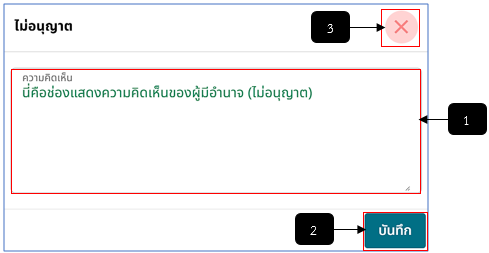 ไม่อนุญาต
3
ความคิดเห็น
นี่คือช่องแสดงความคิดเห็นของผู้มีอำนาจ (ไม่อนุญาต)
1
2
บันทึก